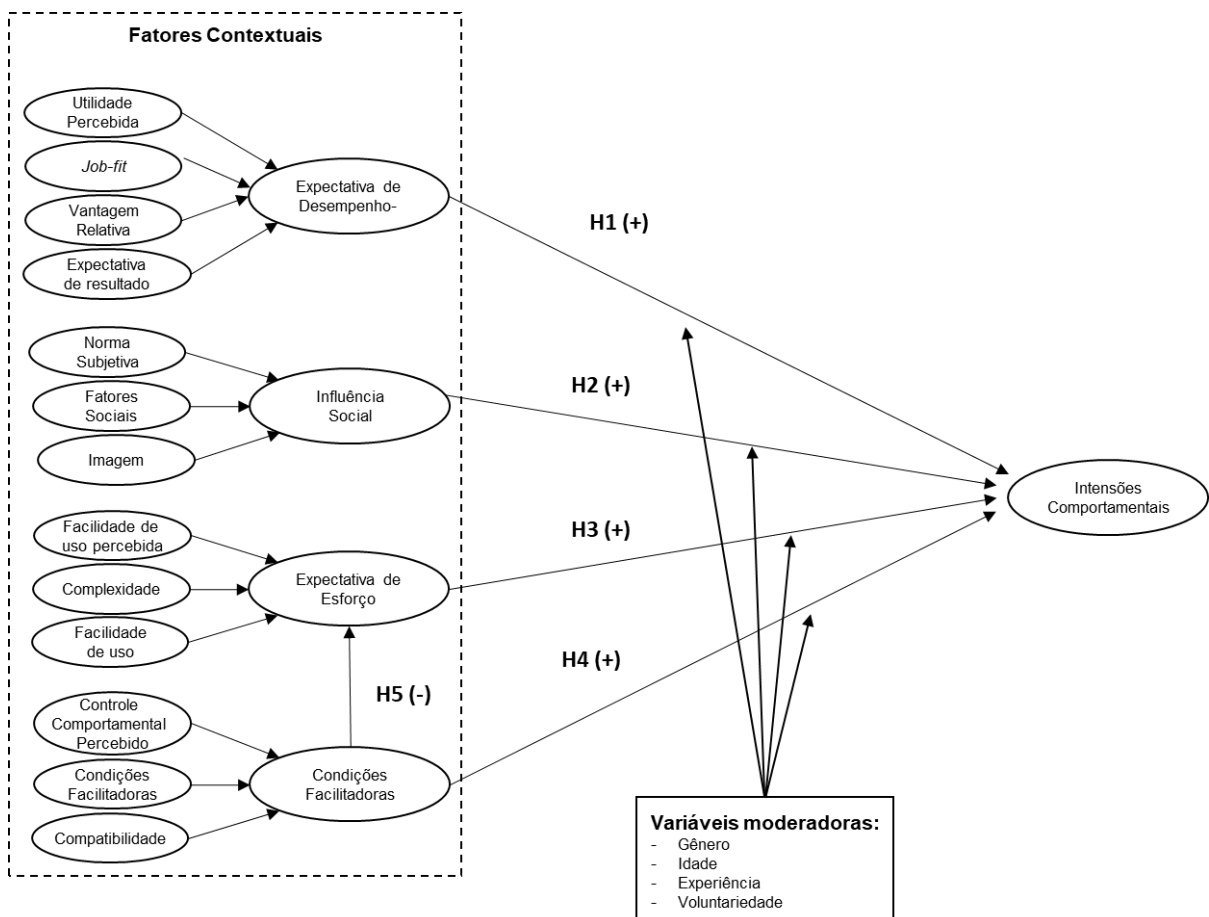 Fatores Contextuais
Utilidade
Percebida
Job-fit
Vantagem
Relativa
Expectativa
de resultado
Expectativa de
Desempenho-
H1 (+)
Norma
Subjetiva
Fatores
Sociais
Imagem
Influência
Social
H2 (+)
Facilidade de
uso percebida
Complexidade
Facilidade
de uso
Expectativa de
Esforço
H3 (+)
Intensões
Comportamentais
H5 (-)
H4 (+)
Controle
Comportamental
Percebido
Condições
Facilitadoras
Compatibilidade
Condições
Facilitadoras
Variáveis moderadoras:
- Gênero
- Idade
- Experiência
- Voluntariedade